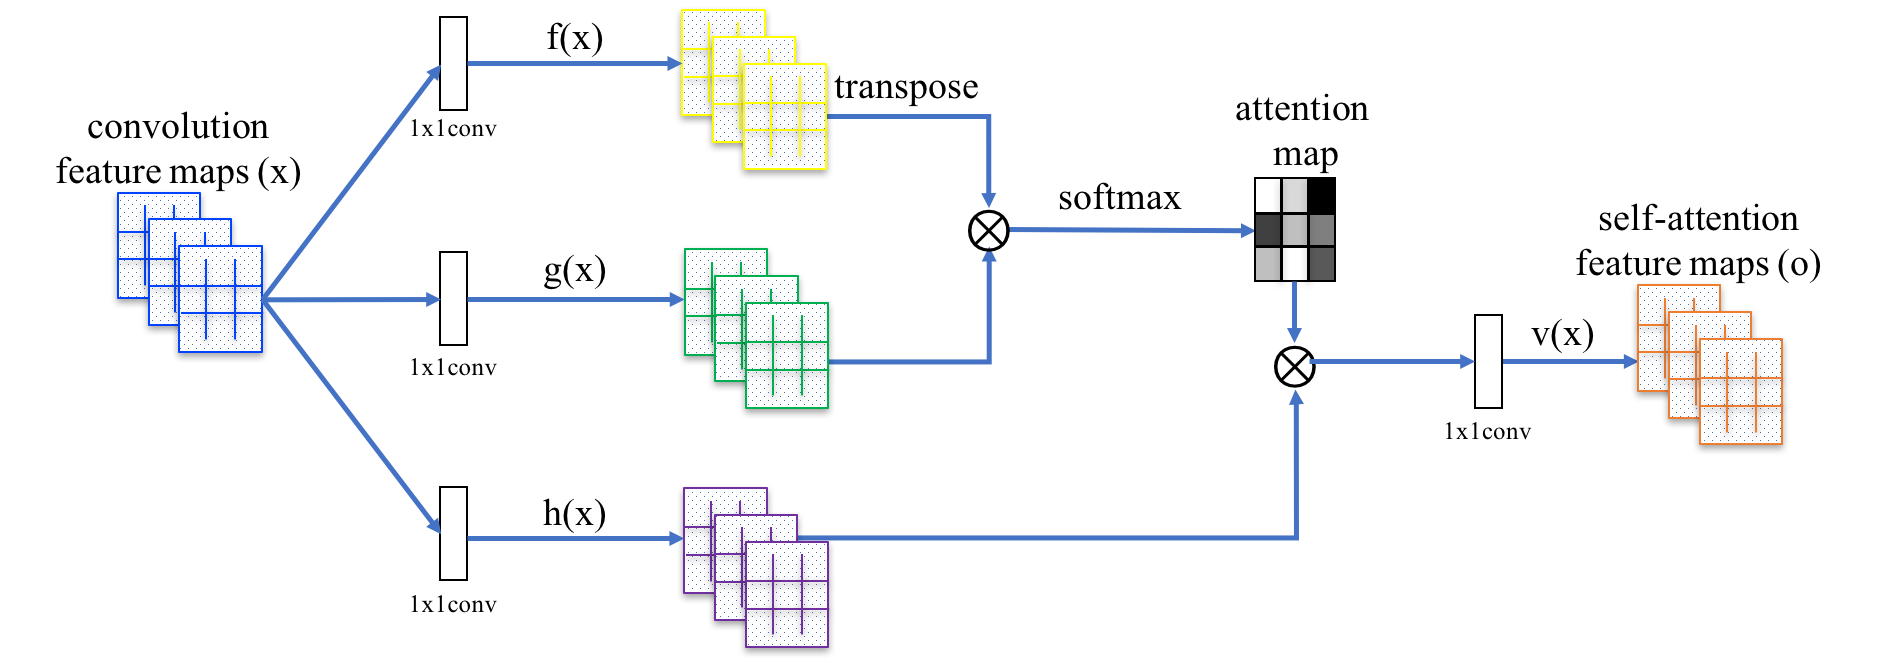 convolution
feature maps (x)
1x1conv
f(x)
transpose
1x1conv
g(x)
1x1conv
h(x)
softmax
attention
map
1x1conv
v(x)
self-attention
feature maps (o)